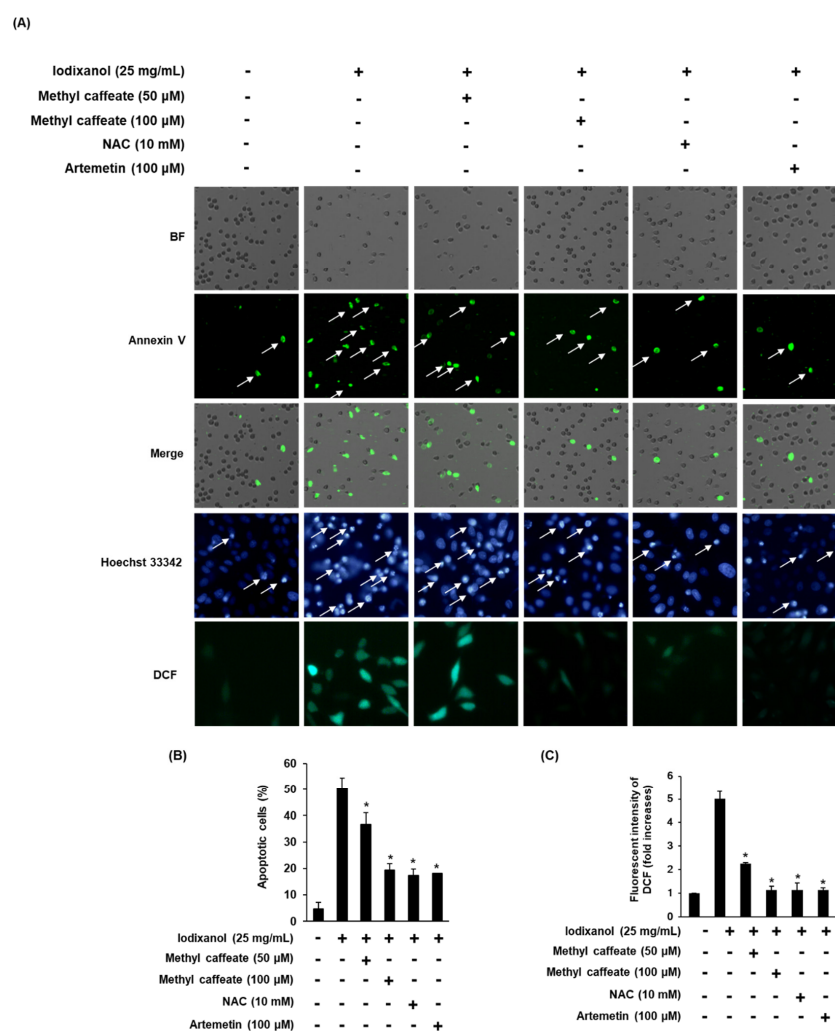 (A)
Iodixanol (25 mg/mL) - + + + + +
Methyl caffeate (50 µM) - - + - - -
Methyl caffeate (100 µM) - - - + - -
NAC (10 mM) - - - - + -
Artemetin (100 µM) - - - - - +
BF
Annexin V
Merge
Hoechst 33342
DCF
(B)
Apoptotic cells (%)
60
50
40
30
20
10
0
* * * *
Iodixanol (25 mg/mL) - + + + + +
Methyl caffeate (50 µM) - - + - - -
Methyl caffeate (100 µM) - - - + - -
NAC (10 mM) - - - - + -
Artemetin (100 µM) - - - - - +
(C)
Fluorescent intensity of
DCF (fold increases)
6
5
4
2
1
0
* * * *
Iodixanol (25 mg/mL) - + + + + +
Methyl caffeate (50 µM) - - + - - -
Methyl caffeate (100 µM) - - - + - -
NAC (10 mM) - - - - + -
Artemetin (100 µM) - - - - - +